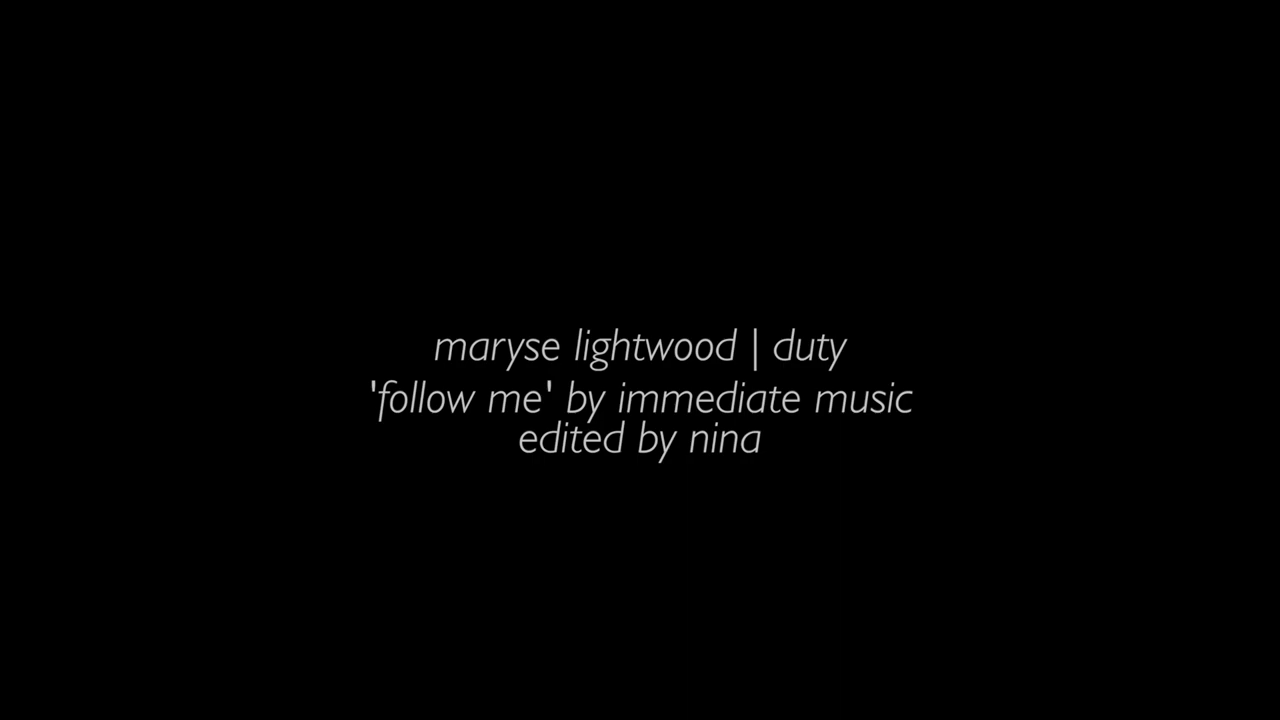 maryse lightwood | duty
'follow me' by immediate music
edited by nina